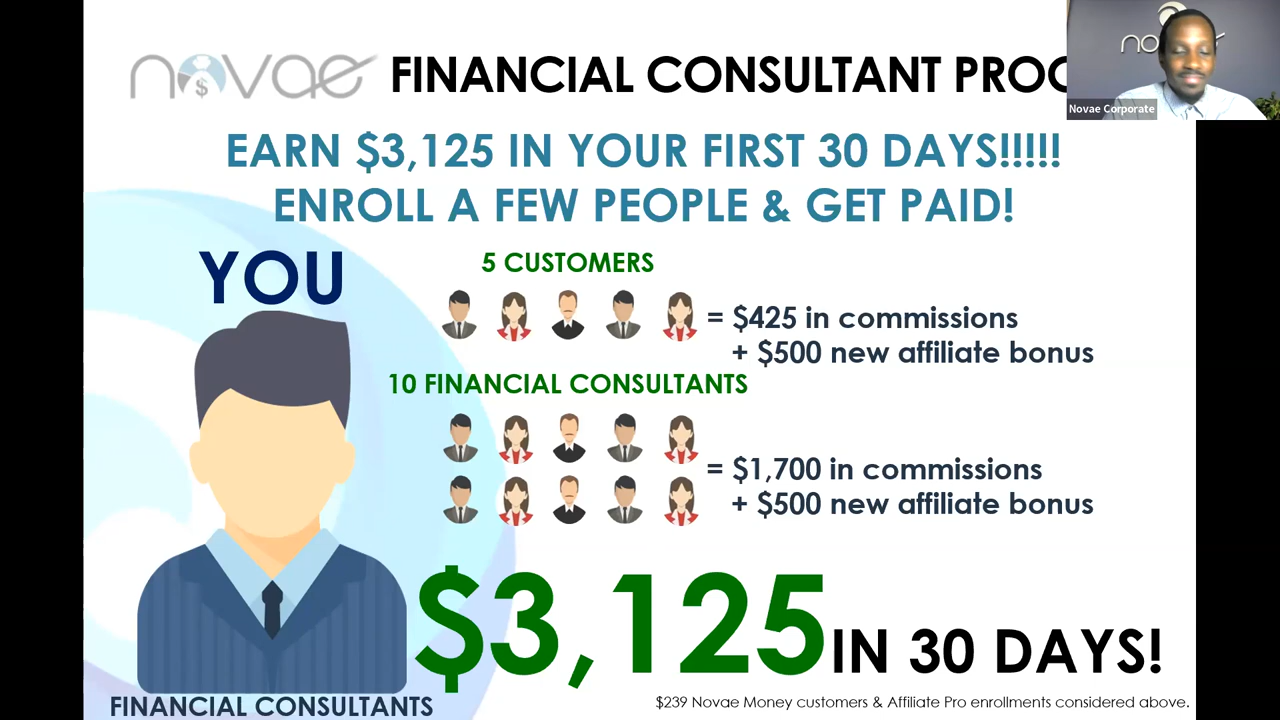 novae FINANCIAL CONSULTANT
Novae Corporate
EARN $3,125 IN YOUR FIRST 30 DAYS!!!!!
ENROLL A FEW PEOPLE & GET PAID!
YOU
5 CUSTOMERS
= $425 in commissions
+ $500 new affiliate bonus
10 FINANCIAL CONSULTANTS
= $1,700 in commissions
+ $500 new affiliate bonus
$3,125 IN 30 DAYS!
FINANCIAL CONSULTANTS
$239 Novae Money customers & Affiliate Pro enrollments considered above.